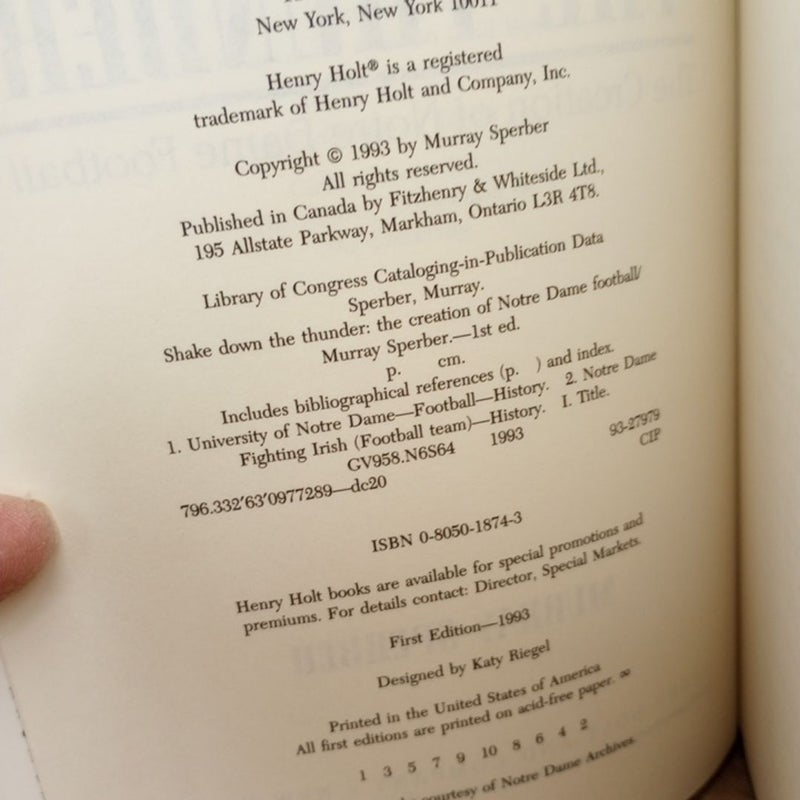 New York, New York 10011
Henry Holt® is a registered
trademark of Henry Holt and Company, Inc.
Copyright © 1993 by Murray Sperber
All rights reserved.
Published in Canada by Fitzhenry & Whiteside Ltd.,
195 Allstate Parkway, Markham, Ontario L3R 4T8.
Library of Congress Cataloging-in-Publication Data
Sperber, Murray.
Shake down the thunder: the creation of Notre Dame football/
Murray Sperber.—1st ed.
p. cm.
Includes bibliographical references (p. ) and index.
1. University of Notre Dame—Football—History. 2. Notre Dame
Fighting Irish (Football team)—History. I. Title.
GV958.N6S64 1993 93-27979
796.332′63′0977289—dc20 CIP
ISBN 0-8050-1874-3
Henry Holt books are available for special promotions and
premiums. For details contact: Director, Special Markets.
First Edition—1993
Designed by Katy Riegel
Printed in the United States of America
All first editions are printed on acid-free paper. ∞
1 3 5 7 9 10 8 6 4 2
courtesy of Notre Dame Archives.